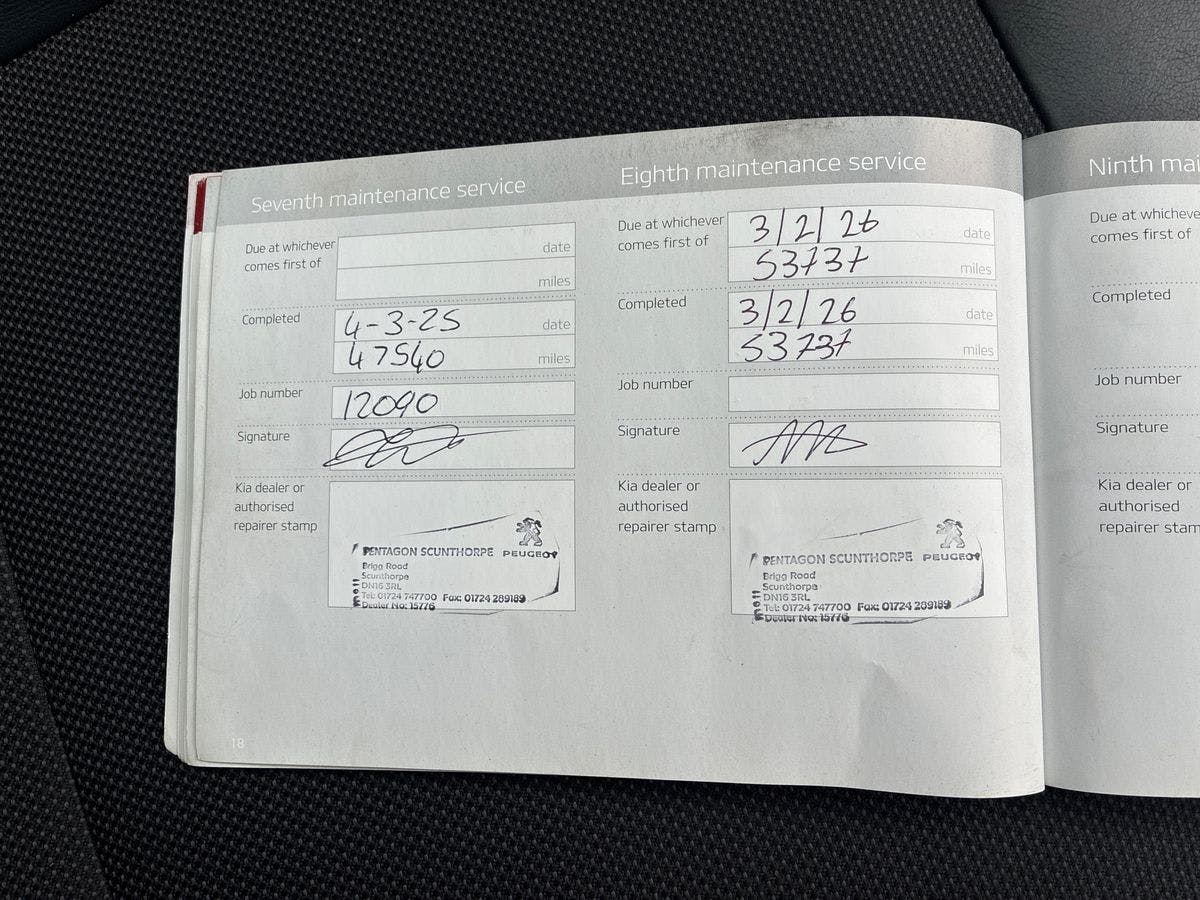 Seventh maintenance service
Due at whichever
comes first of
date
miles
Completed
4-3-25 date
47540 miles
Job number
12090
Signature
Kia dealer or
authorised
repairer stamp
PENTAGON SCUNTHORPE PEUGEOT
Brigg Road
Scunthorpe
DN16 3RL
Tel: 01724 747700 Fax: 01724 289189
Dealer No: 15776
18
Eighth maintenance service
Due at whichever
comes first of
3/2/26 date
53737 miles
Completed
3/2/26 date
53737 miles
Job number
Signature
Kia dealer or
authorised
repairer stamp
PENTAGON SCUNTHORPE PEUGEOT
Brigg Road
Scunthorpe
DN16 3RL
Tel: 01724 747700 Fax: 01724 289189
Dealer No: 15776
Ninth mai
Due at whicheve
comes first of
Completed
Job number
Signature
Kia dealer or
authorised
repairer stam